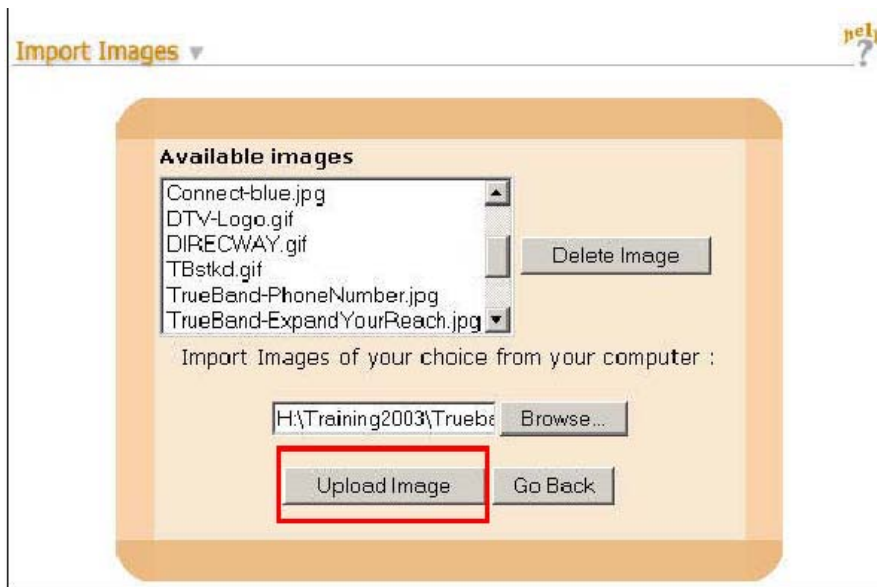 Import Images
help
?
Available images
Connect-blue.jpg
DTV-Logo.gif
DIRECWAY.gif
TBstkd.gif
TrueBand-PhoneNumber.jpg
TrueBand-ExpandYourReach.jpg
Delete Image
Import Images of your choice from your computer :
H:\Training2003\Trueba
Browse...
Upload Image
Go Back